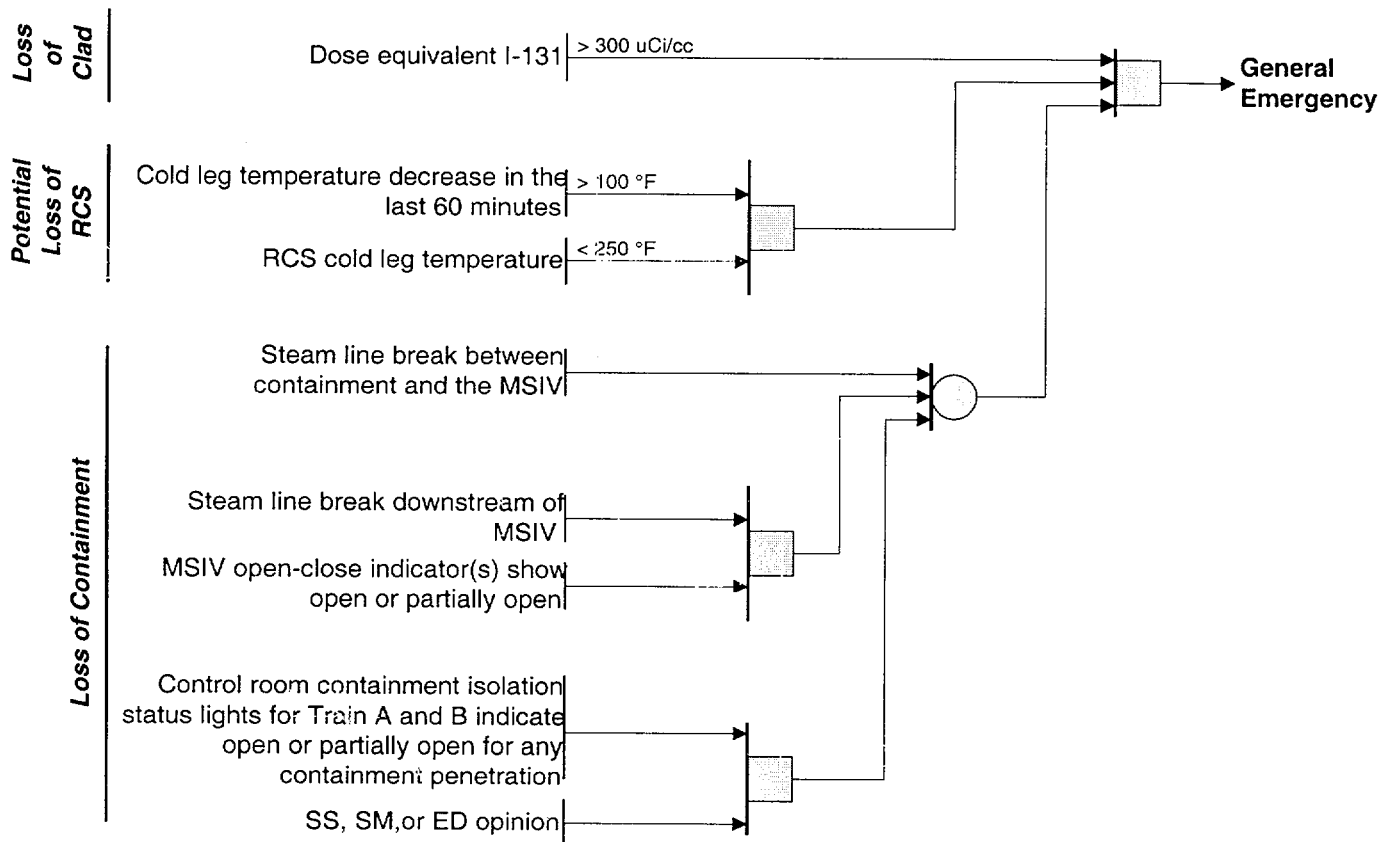 Loss
of
Clad
Dose equivalent I-131
> 300 uCi/cc
General
Emergency
Potential
Loss of
RCS
Cold leg temperature decrease in the
last 60 minutes
> 100 °F
RCS cold leg temperature
< 250 °F
Loss of Containment
Steam line break between
containment and the MSIV
Steam line break downstream of
MSIV
MSIV open-close indicator(s) show
open or partially open
Control room containment isolation
status lights for Train A and B indicate
open or partially open for any
containment penetration
SS, SM,or ED opinion